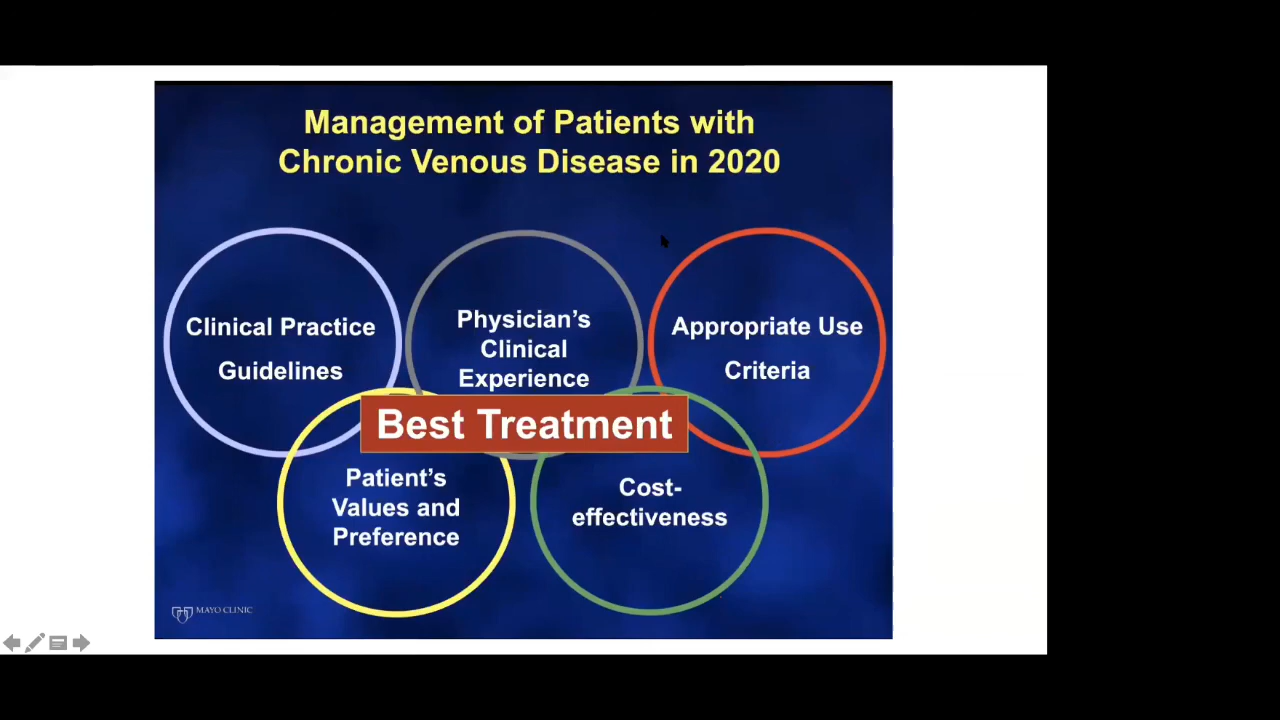 Management of Patients with
Chronic Venous Disease in 2020
Clinical Practice
Guidelines
Physician’s
Clinical
Experience
Appropriate Use
Criteria
Best Treatment
Patient’s
Values and
Preference
Cost-
effectiveness
MAYO CLINIC